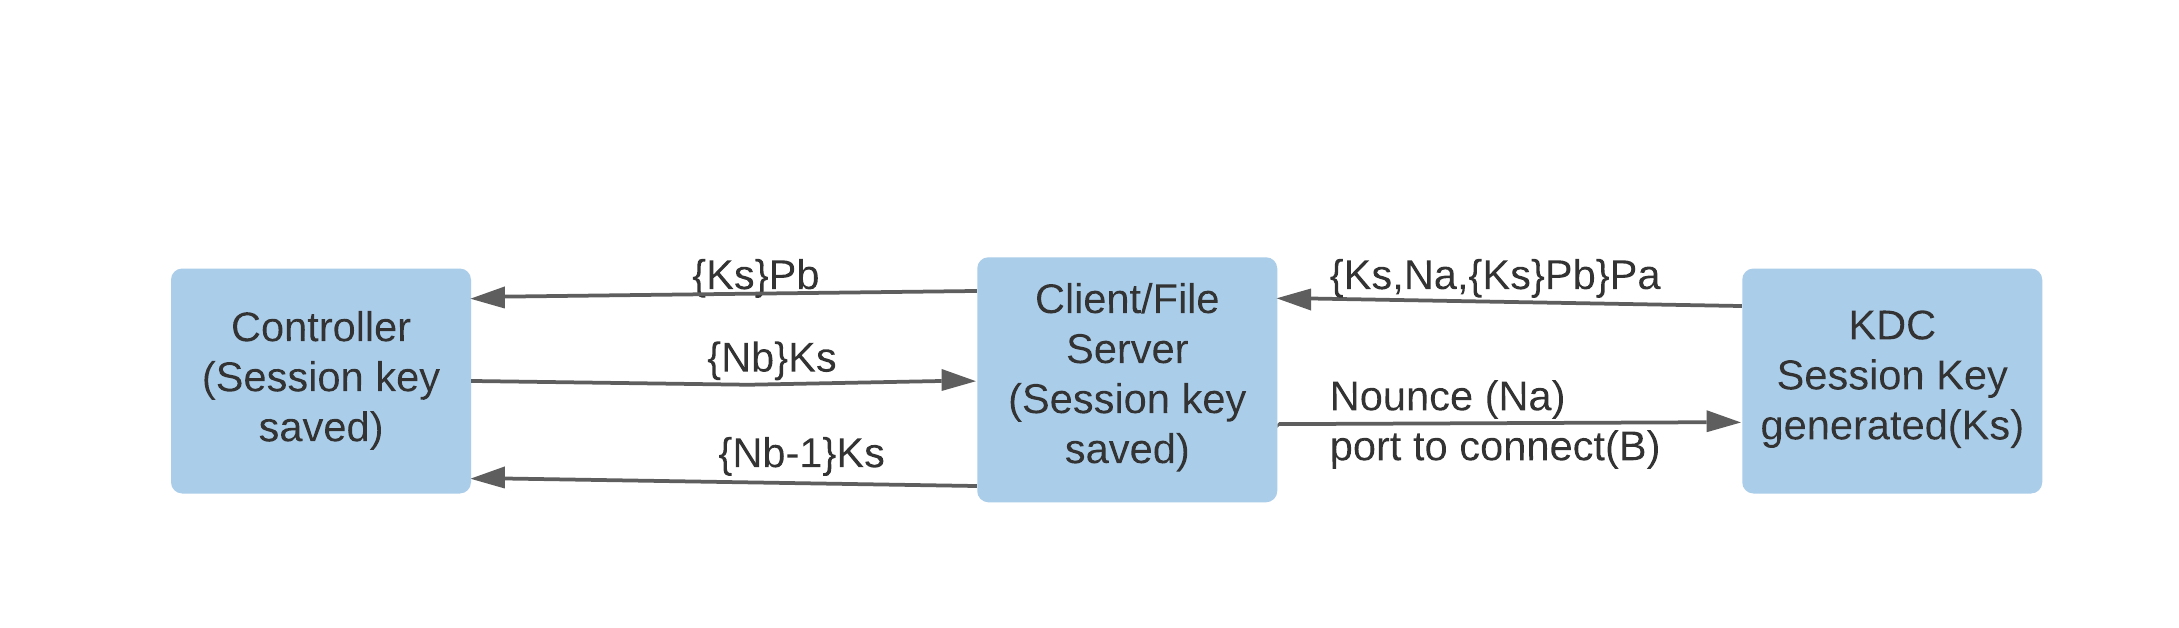 Controller
(Session key
saved)
{Ks}Pb
{Nb}Ks
{Nb-1}Ks
Client/File
Server
(Session key
saved)
{Ks,Na,{Ks}Pb}Pa
Nounce (Na)
port to connect(B)
KDC
Session Key
generated(Ks)